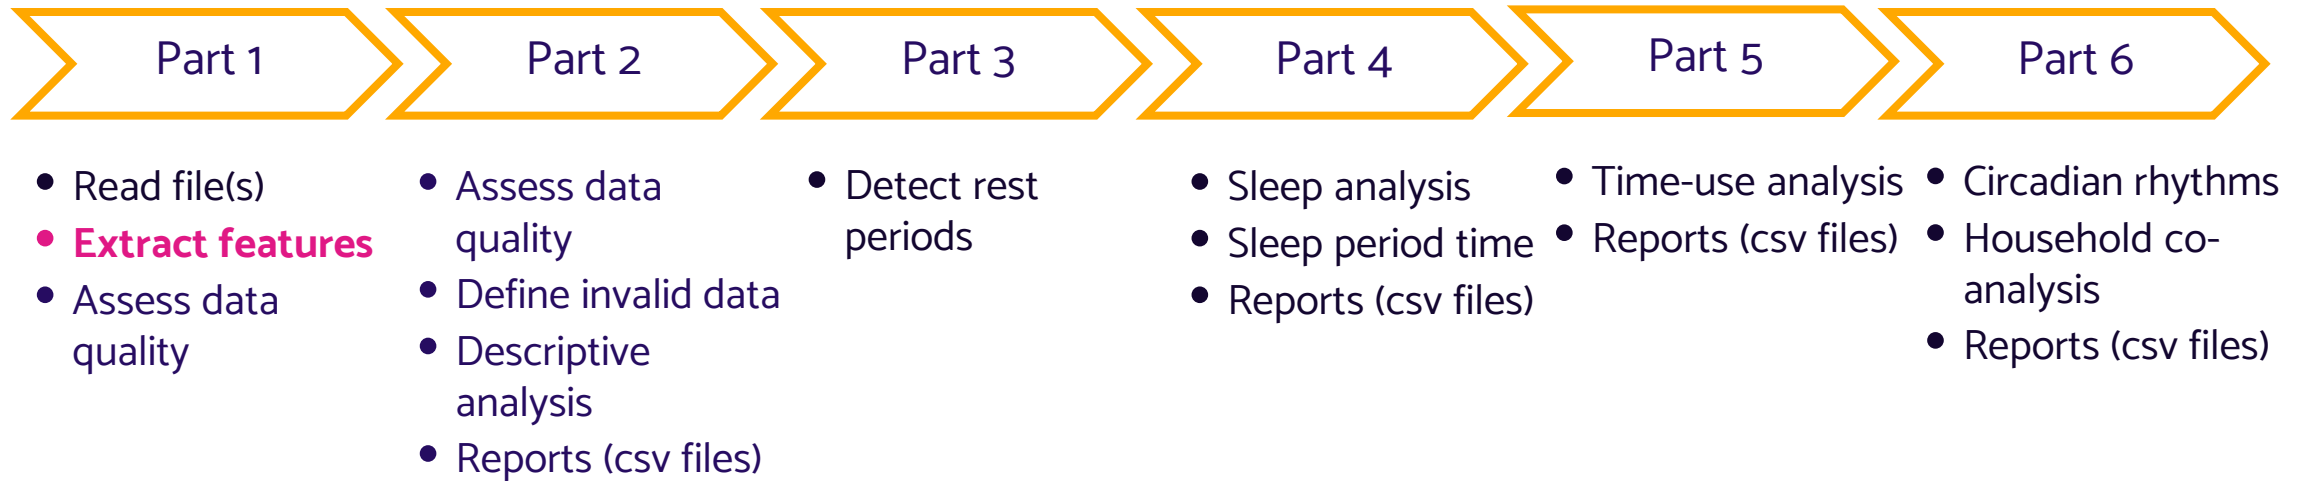 Part 1
• Read file(s)
• Extract features
• Assess data
quality
Part 2
• Assess data
quality
• Define invalid data
• Descriptive
analysis
• Reports (csv files)
Part 3
• Detect rest
periods
Part 4
• Sleep analysis
• Sleep period time
• Reports (csv files)
Part 5
• Time-use analysis
• Reports (csv files)
Part 6
• Circadian rhythms
• Household co-
analysis
• Reports (csv files)